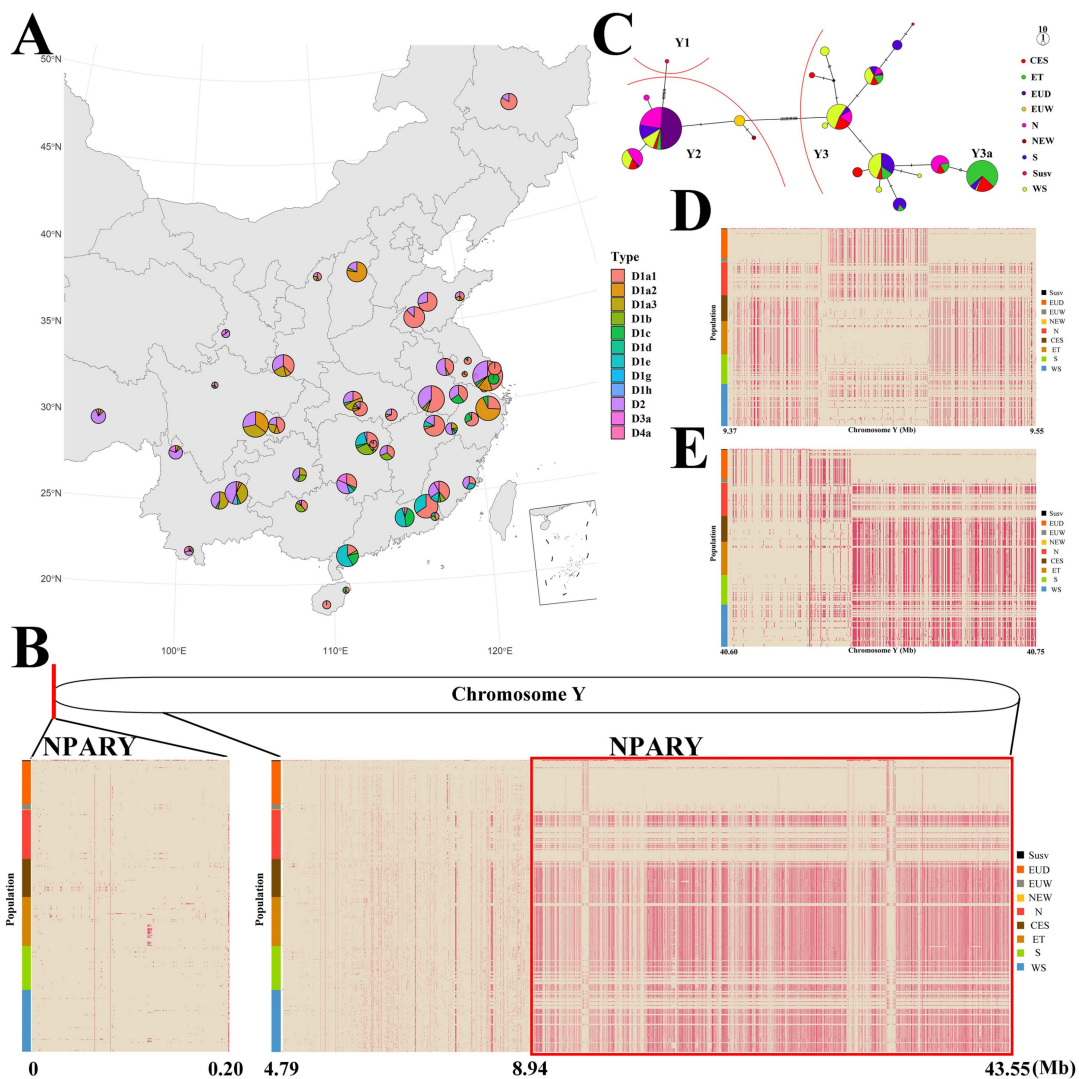 A
50°N
45°N
40°N
35°N
30°N
25°N
20°N
100°E
110°E
120°E
Type
D1a1
D1a2
D1a3
D1b
D1c
D1d
D1e
D1g
D1h
D2
D3a
D4a
C
Y1
Y2
Y3
Y3a
10
1
CES
ET
EUD
EUW
N
NEW
S
Susv
WS
D
Population
9.37
Chromosome Y (Mb)
9.55
Susv
EUD
EUW
NEW
N
CES
ET
S
WS
E
Population
40.60
Chromosome Y (Mb)
40.75
Susv
EUD
EUW
NEW
N
CES
ET
S
WS
B
Chromosome Y
NPARY
NPARY
Population
Population
Susv
EUD
EUW
NEW
N
CES
ET
S
WS
0
0.20
4.79
8.94
43.55(Mb)